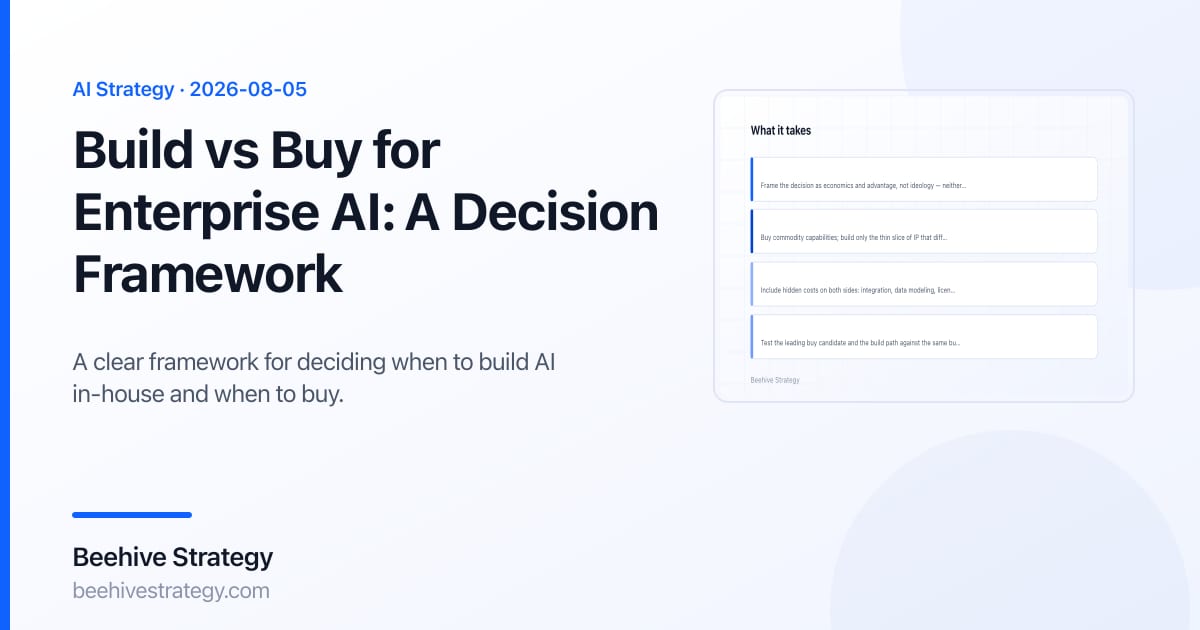 AI Strategy · 2026-08-05
Build vs Buy for
Enterprise AI: A Decision
Framework
A clear framework for deciding when to build AI
in-house and when to buy.
Beehive Strategy
beehivestrategy.com
What it takes
Frame the decision as economics and advantage, not ideology — neither...
Buy commodity capabilities; build only the thin slice of IP that diff...
Include hidden costs on both sides: integration, data modeling, licen...
Test the leading buy candidate and the build path against the same bu...
Beehive Strategy